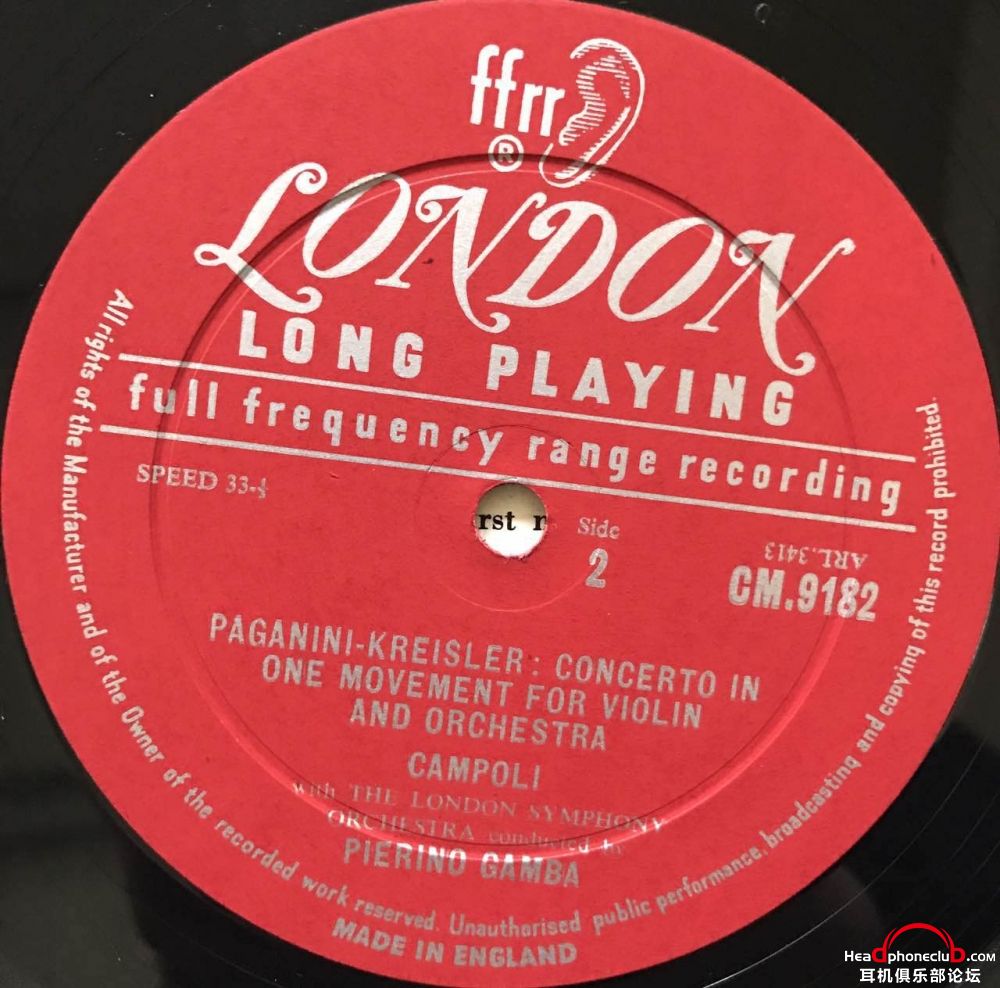 ffrr
®
LONDON
LONG PLAYING
full frequency range recording
SPEED 33-⅓
rst
Side
2
ARL.3413
CM.9182
PAGANINI-KREISLER: CONCERTO IN
ONE MOVEMENT FOR VIOLIN
AND ORCHESTRA
CAMPOLI
with THE LONDON SYMPHONY
ORCHESTRA conducted by
PIERINO GAMBA
All rights of the Manufacturer and of the Owner of the recorded work reserved. Unauthorised public performance, broadcasting and copying of this record prohibited.
MADE IN ENGLAND
Headphoneclub.com
耳机俱乐部论坛